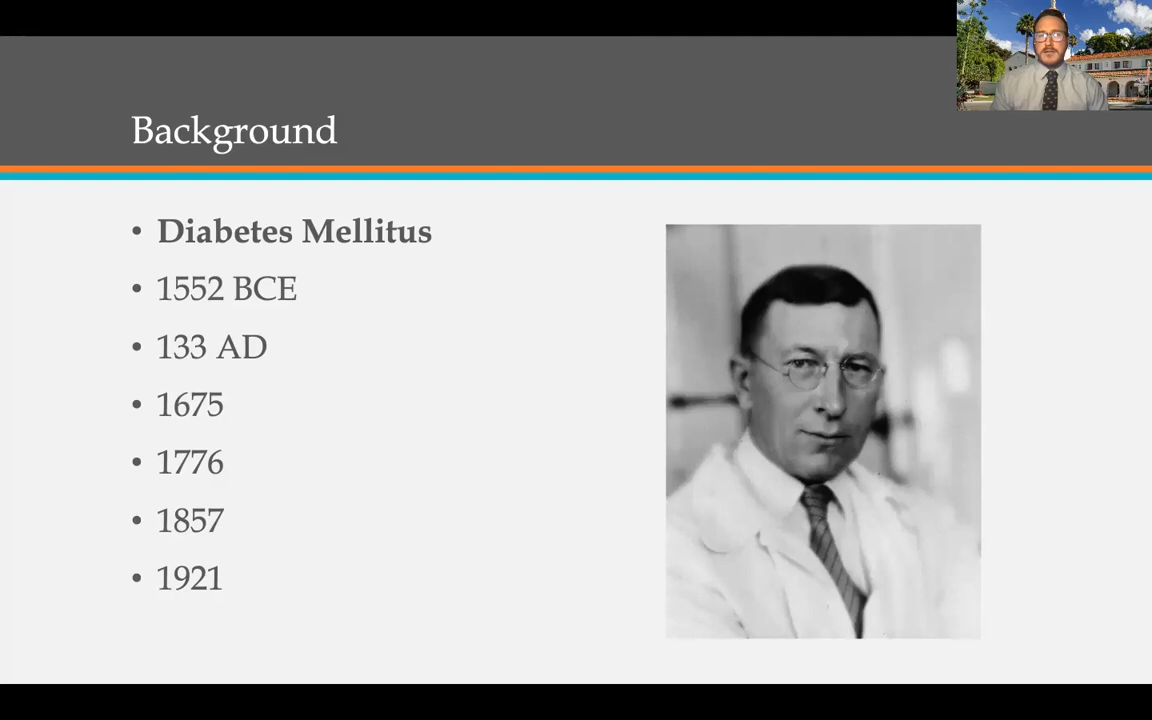 Background
• Diabetes Mellitus
• 1552 BCE
• 133 AD
• 1675
• 1776
• 1857
• 1921